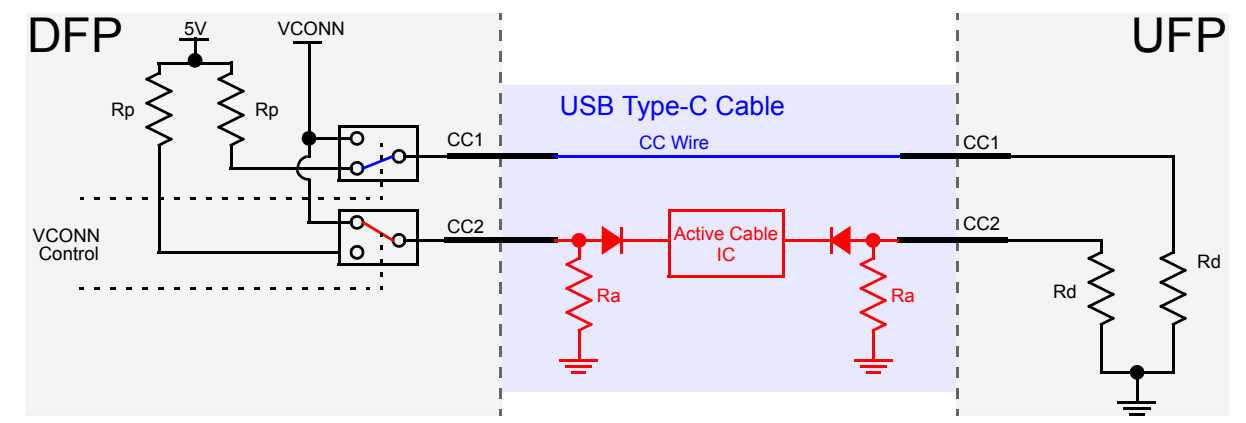 DFP
5V
VCONN
UFP
Rp
Rp
USB Type-C Cable
CC1
CC Wire
CC1
VCONN
Control
CC2
Active Cable
IC
CC2
Ra
Ra
Rd
Rd